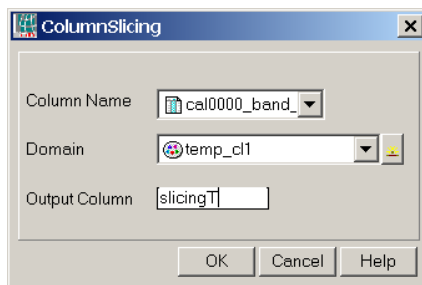 ColumnSlicing
Column Name cal0000_band_
Domain temp_cl1
Output Column slicingT
OK Cancel Help